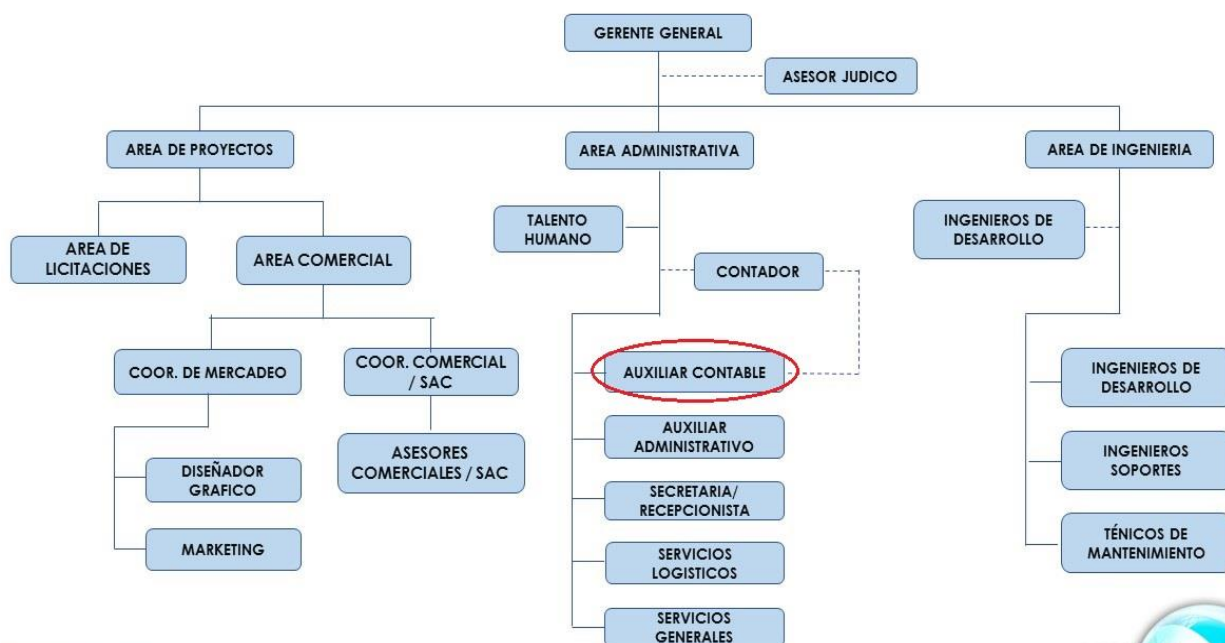 GERENTE GENERAL
ASESOR JUDICO
AREA DE PROYECTOS
AREA ADMINISTRATIVA
AREA DE INGENIERIA
AREA DE
LICITACIONES
AREA COMERCIAL
TALENTO
HUMANO
CONTADOR
INGENIEROS DE
DESARROLLO
COOR. DE MERCADEO
COOR. COMERCIAL
/ SAC
DISEÑADOR
GRAFICO
MARKETING
ASESORES
COMERCIALES / SAC
AUXILIAR CONTABLE
AUXILIAR
ADMINISTRATIVO
SECRETARIA/
RECEPCIONISTA
SERVICIOS
LOGISTICOS
SERVICIOS
GENERALES
INGENIEROS DE
DESARROLLO
INGENIEROS
SOPORTES
TÉNICOS DE
MANTENIMIENTO